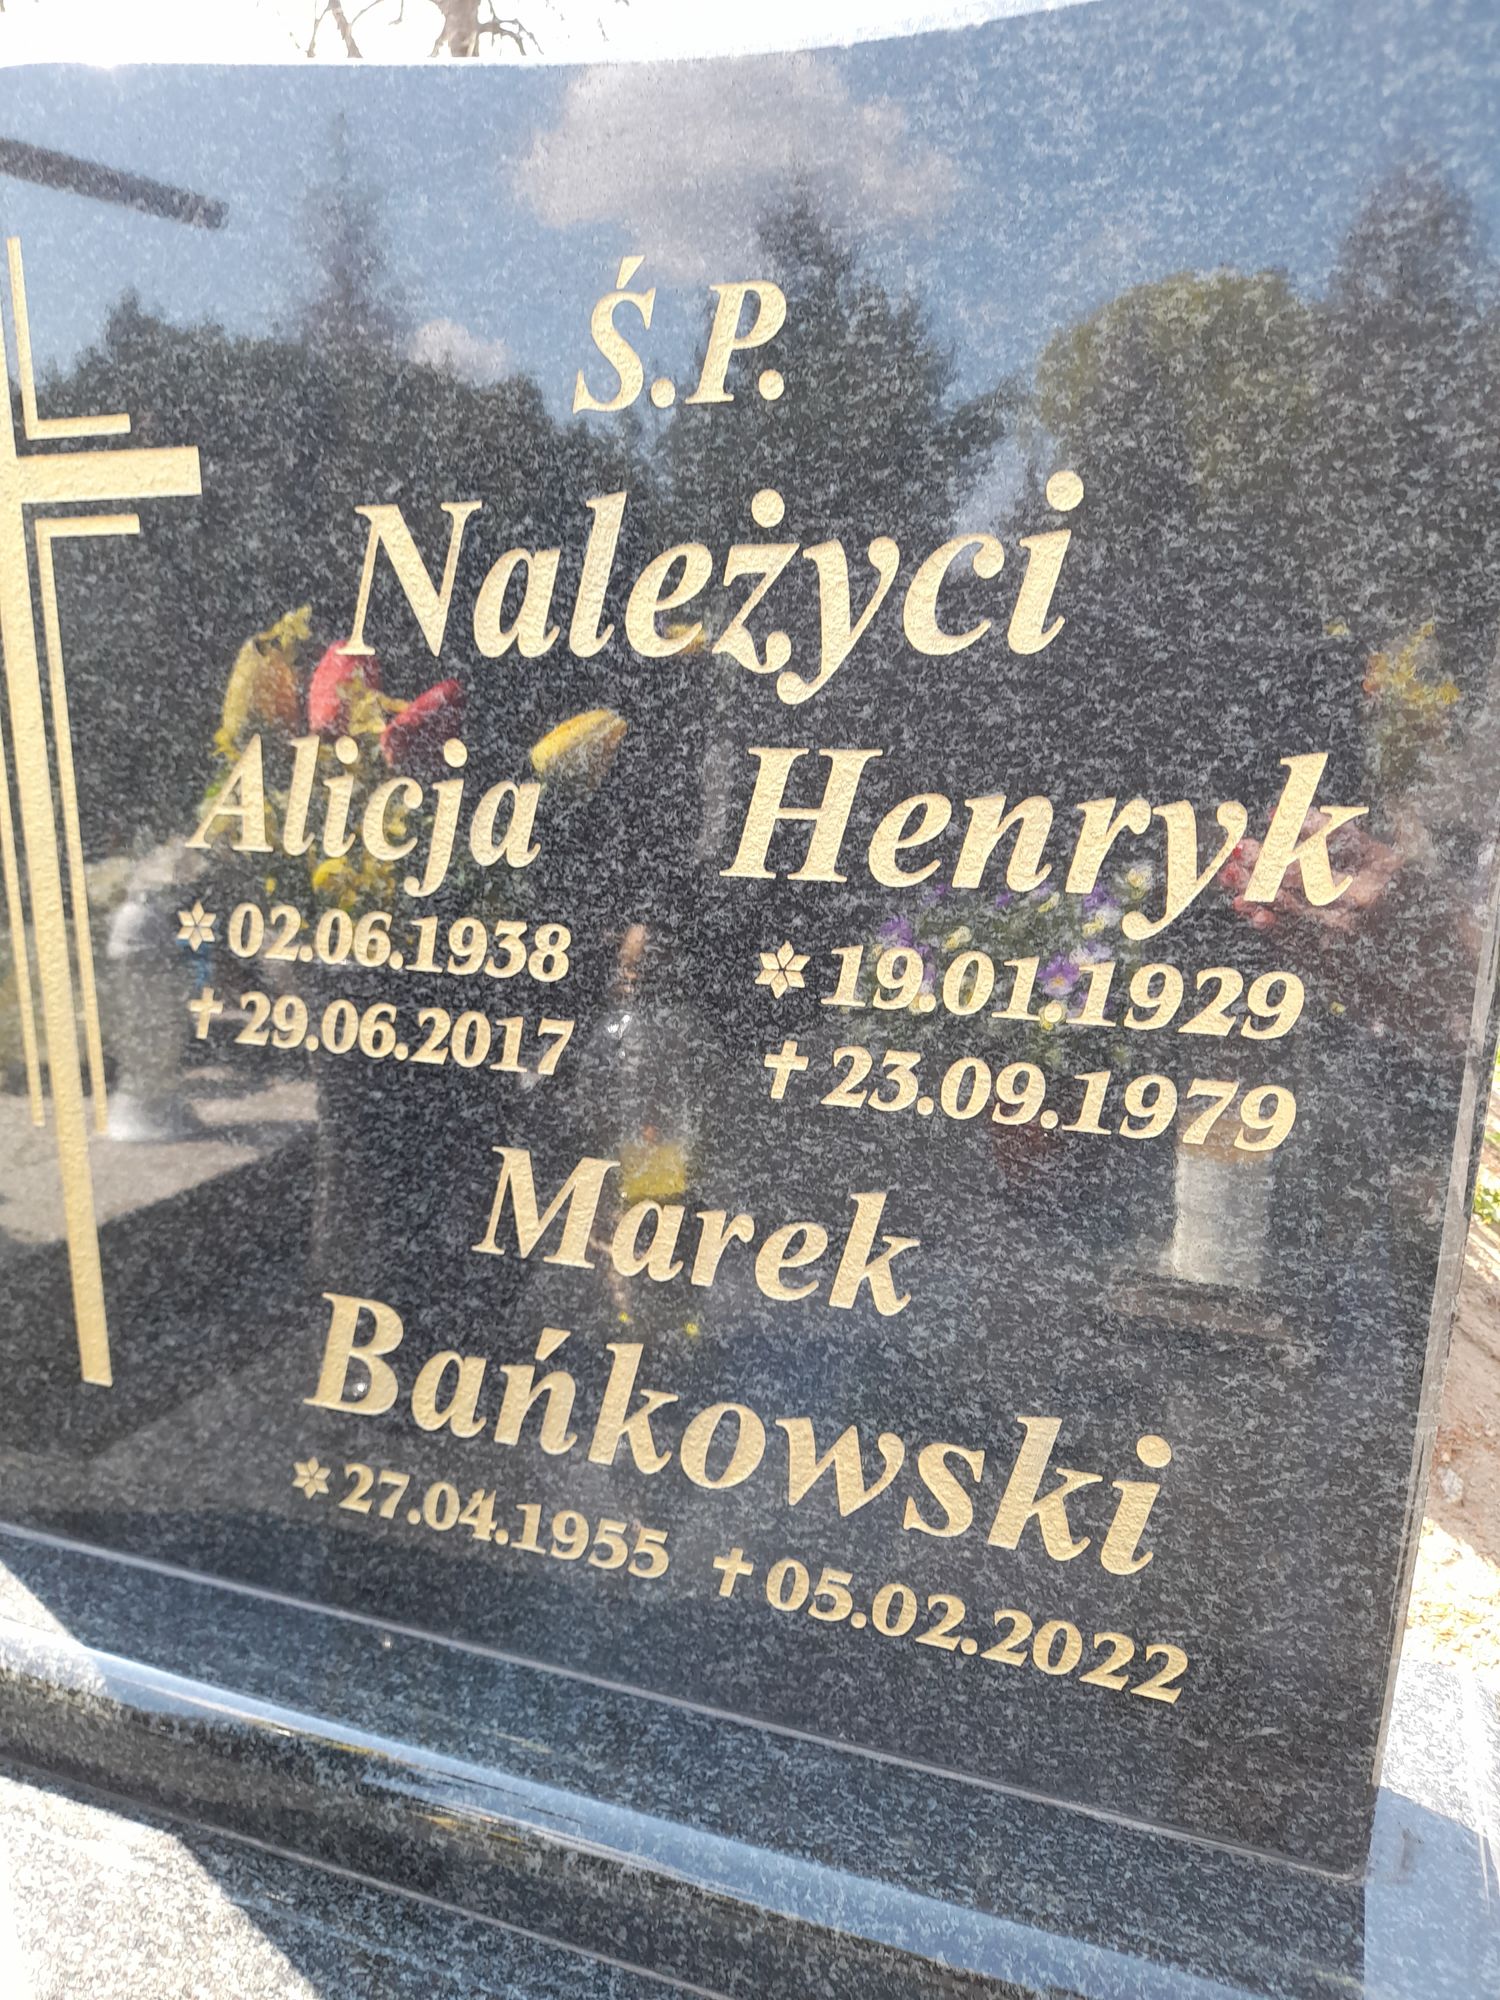 Ś.P.
Należyci
Alicja Henryk
02.06.1938 19.01.1929
29.06.2017 23.09.1979
Marek
Bańkowski
27.04.1955 05.02.2022